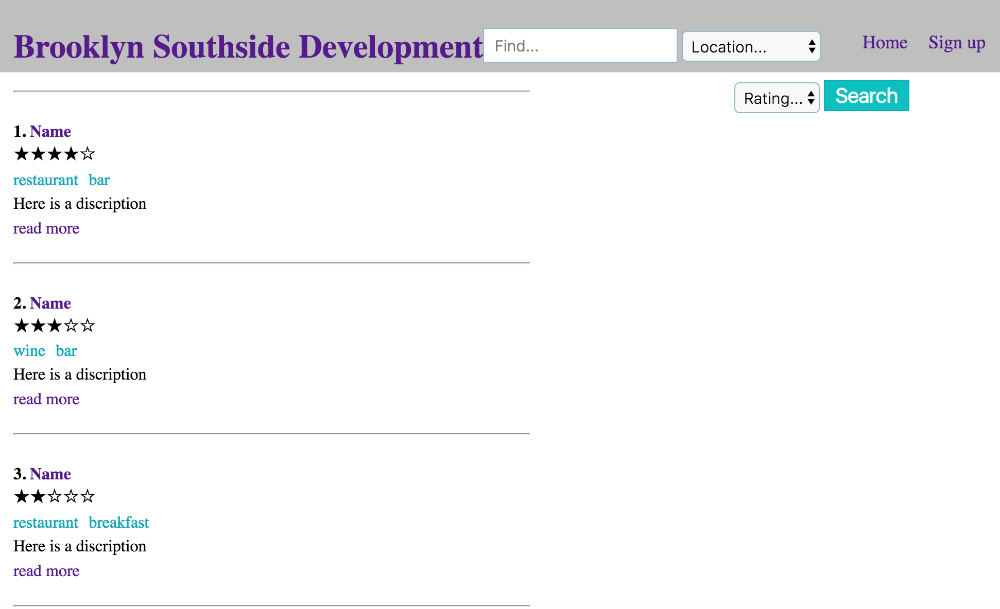 Brooklyn Southside Development Find... Location... Home Sign up
Rating... Search
1. Name
★★★★☆
restaurant bar
Here is a discription
read more
2. Name
★★★☆☆
wine bar
Here is a discription
read more
3. Name
★★☆☆☆
restaurant breakfast
Here is a discription
read more